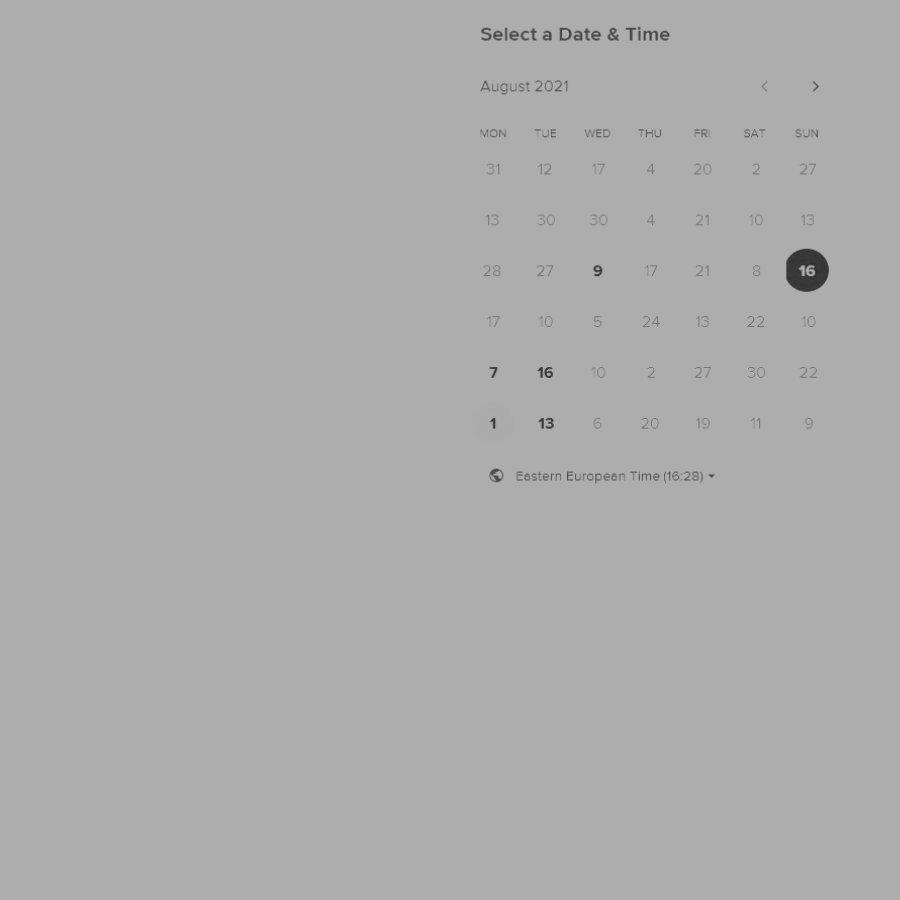 Select a Date & Time
August 2021
MON TUE WED THU FRI SAT SUN
31 12 17 4 20 2 27
13 30 30 4 21 10 13
28 27 9 17 21 8 16
17 10 5 24 13 22 10
7 16 10 2 27 30 22
1 13 6 20 19 11 9
Eastern European Time (16:28)